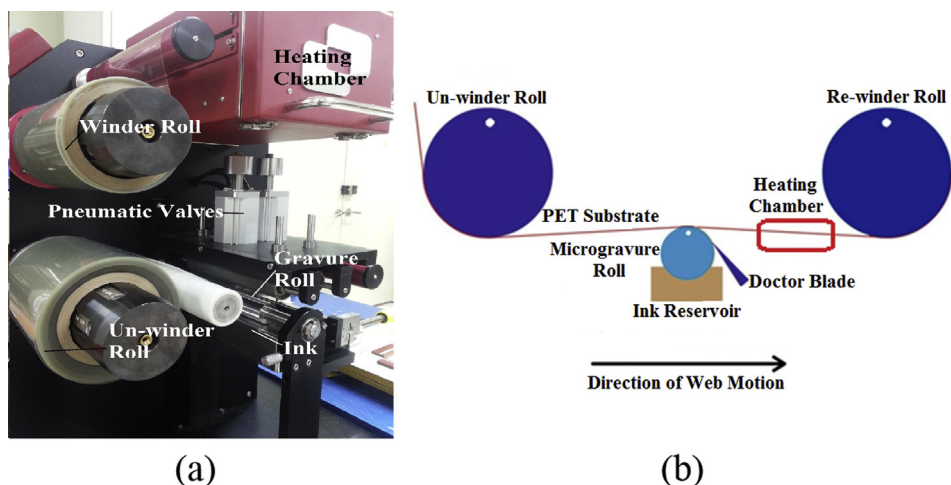 Heating
Chamber
Winder Roll
Pneumatic Valves
Gravure
Roll
Un-winder
Roll
Ink
(a)
Un-winder Roll
Re-winder Roll
Heating
Chamber
PET Substrate
Microgravure
Roll
Doctor Blade
Ink Reservoir
Direction of Web Motion
(b)